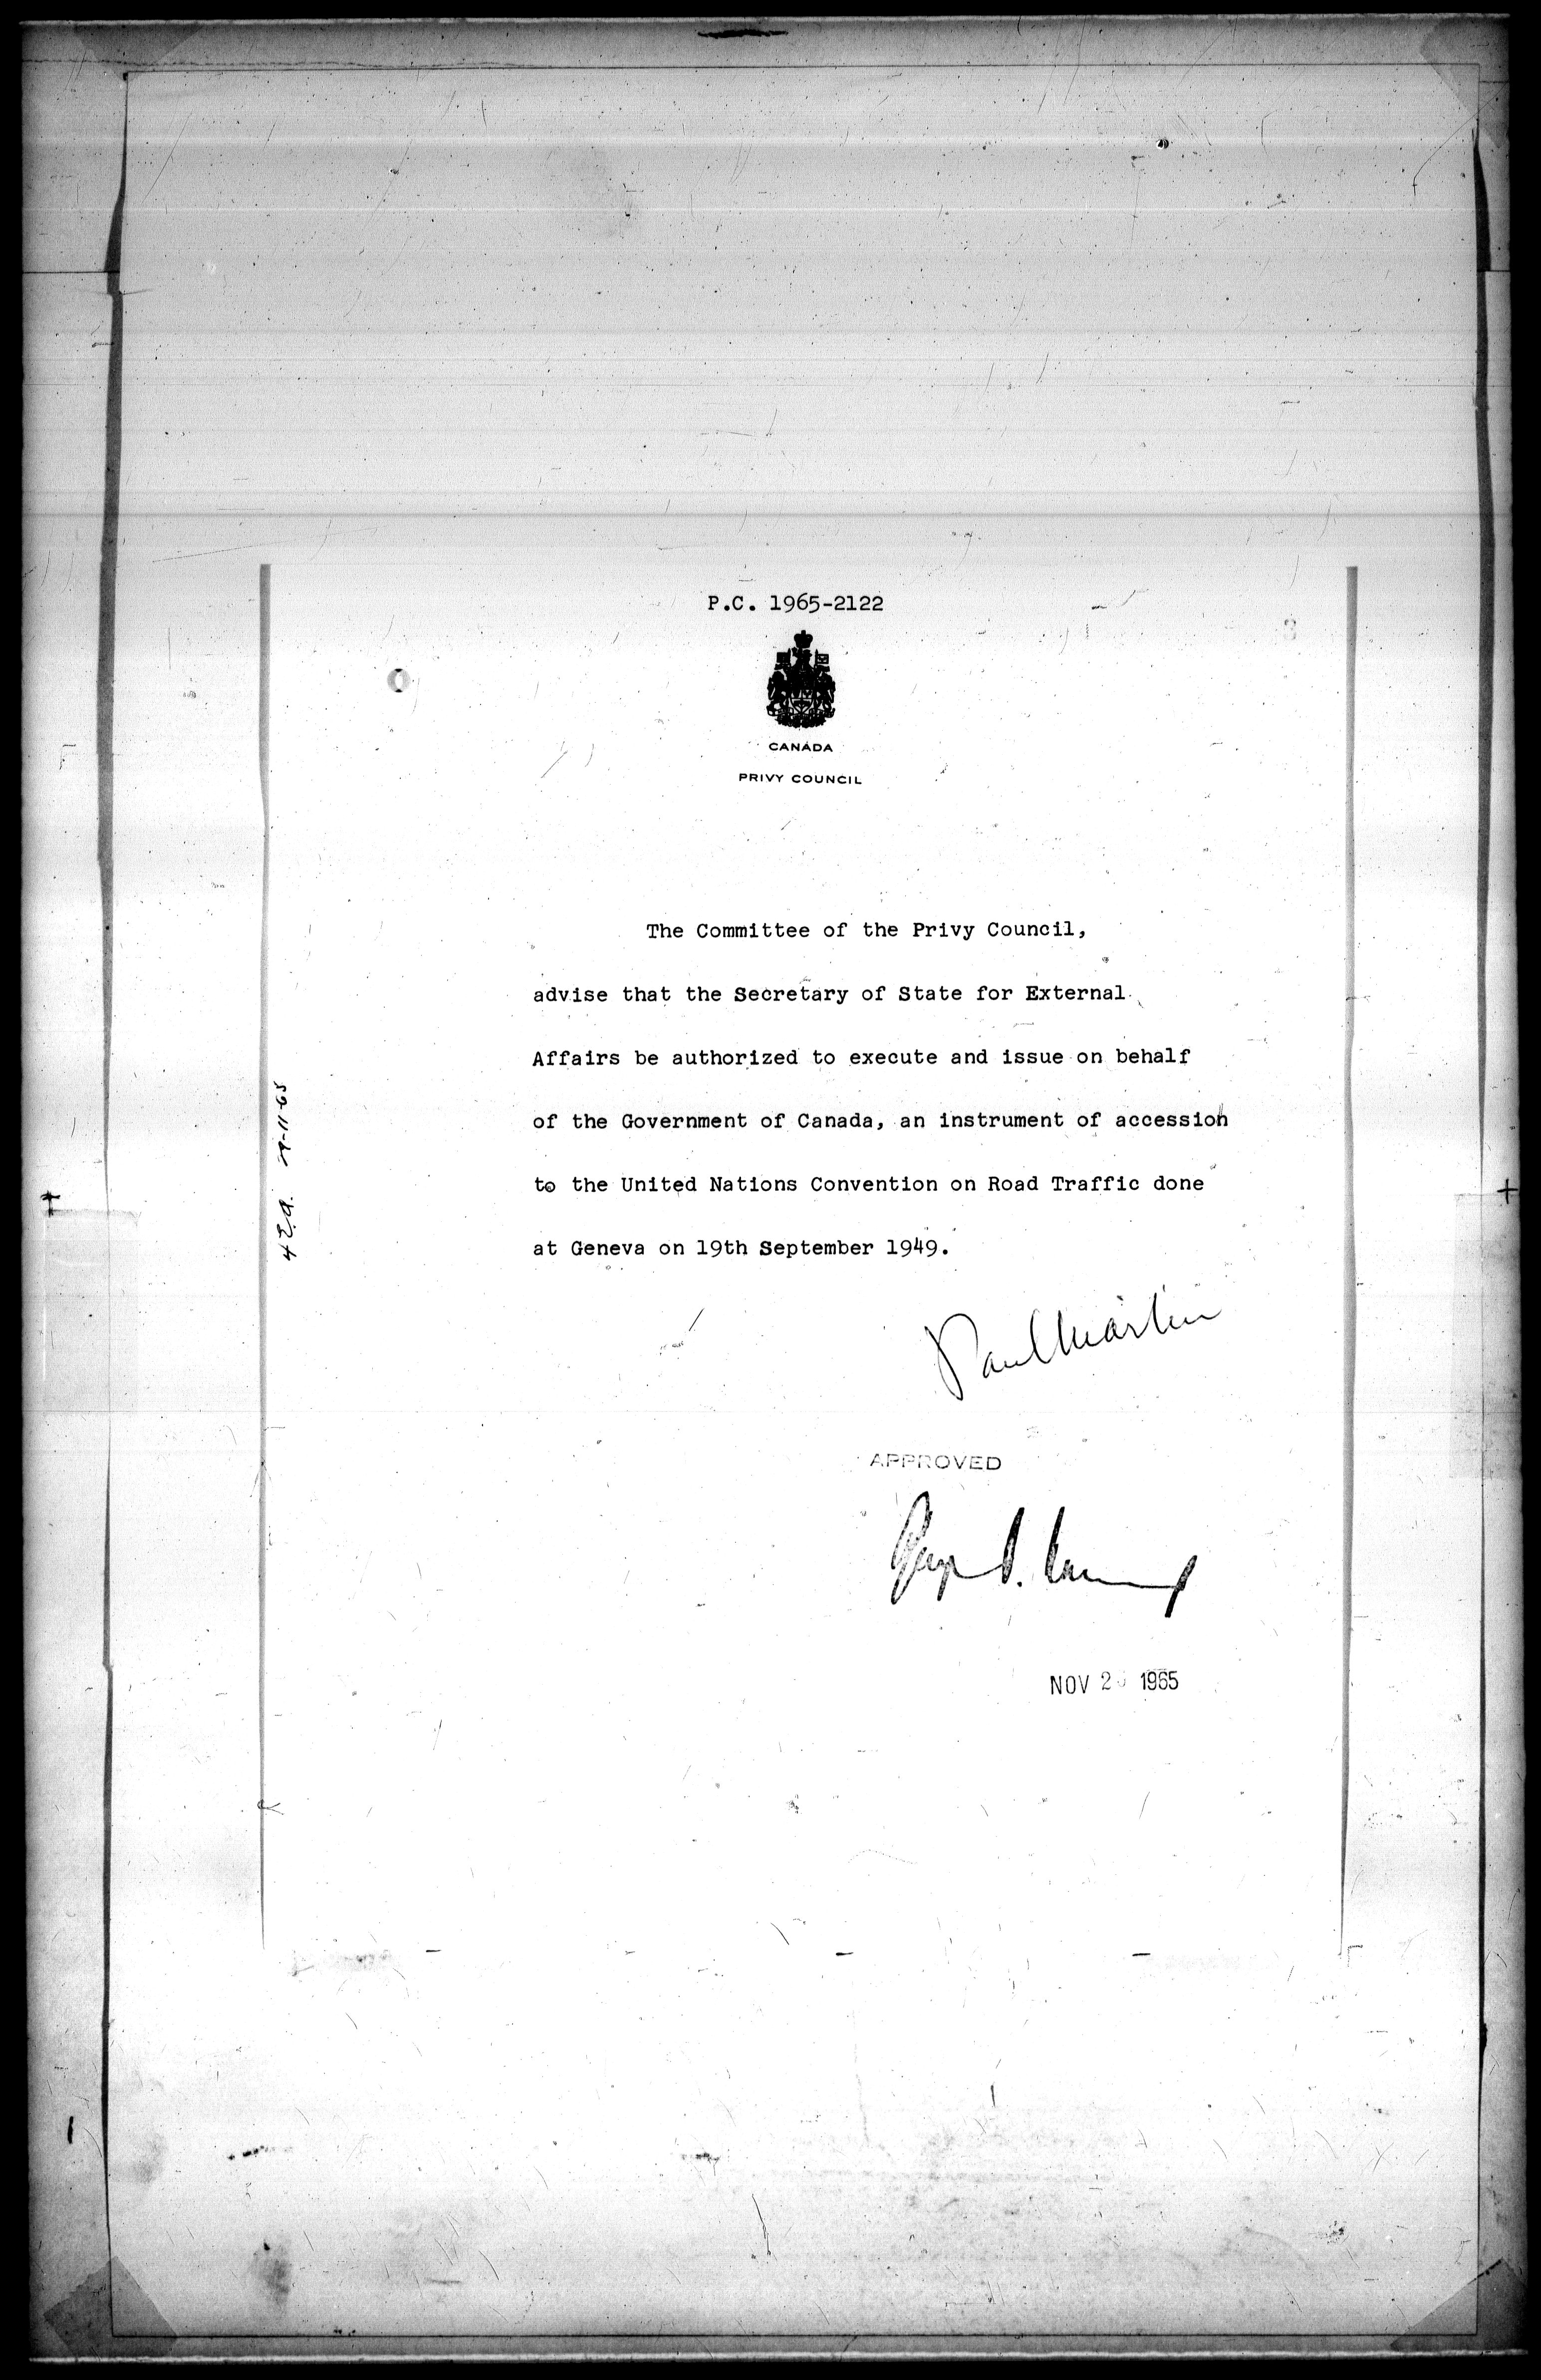 P.C. 1965-2122
CANADA
PRIVY COUNCIL
The Committee of the Privy Council,
advise that the Secretary of State for External
Affairs be authorized to execute and issue on behalf
of the Government of Canada, an instrument of accession
to the United Nations Convention on Road Traffic done
at Geneva on 19th September 1949.
Paul Martin
APPROVED
NOV 1965